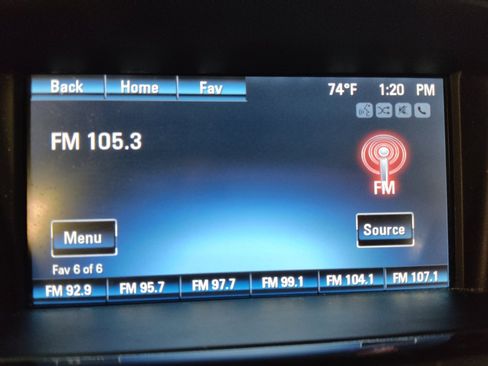 Back Home Fav 74°F 1:20 PM
FM 105.3
FM
Menu Source
Fav 6 of 6
FM 92.9 FM 95.7 FM 97.7 FM 99.1 FM 104.1 FM 107.1